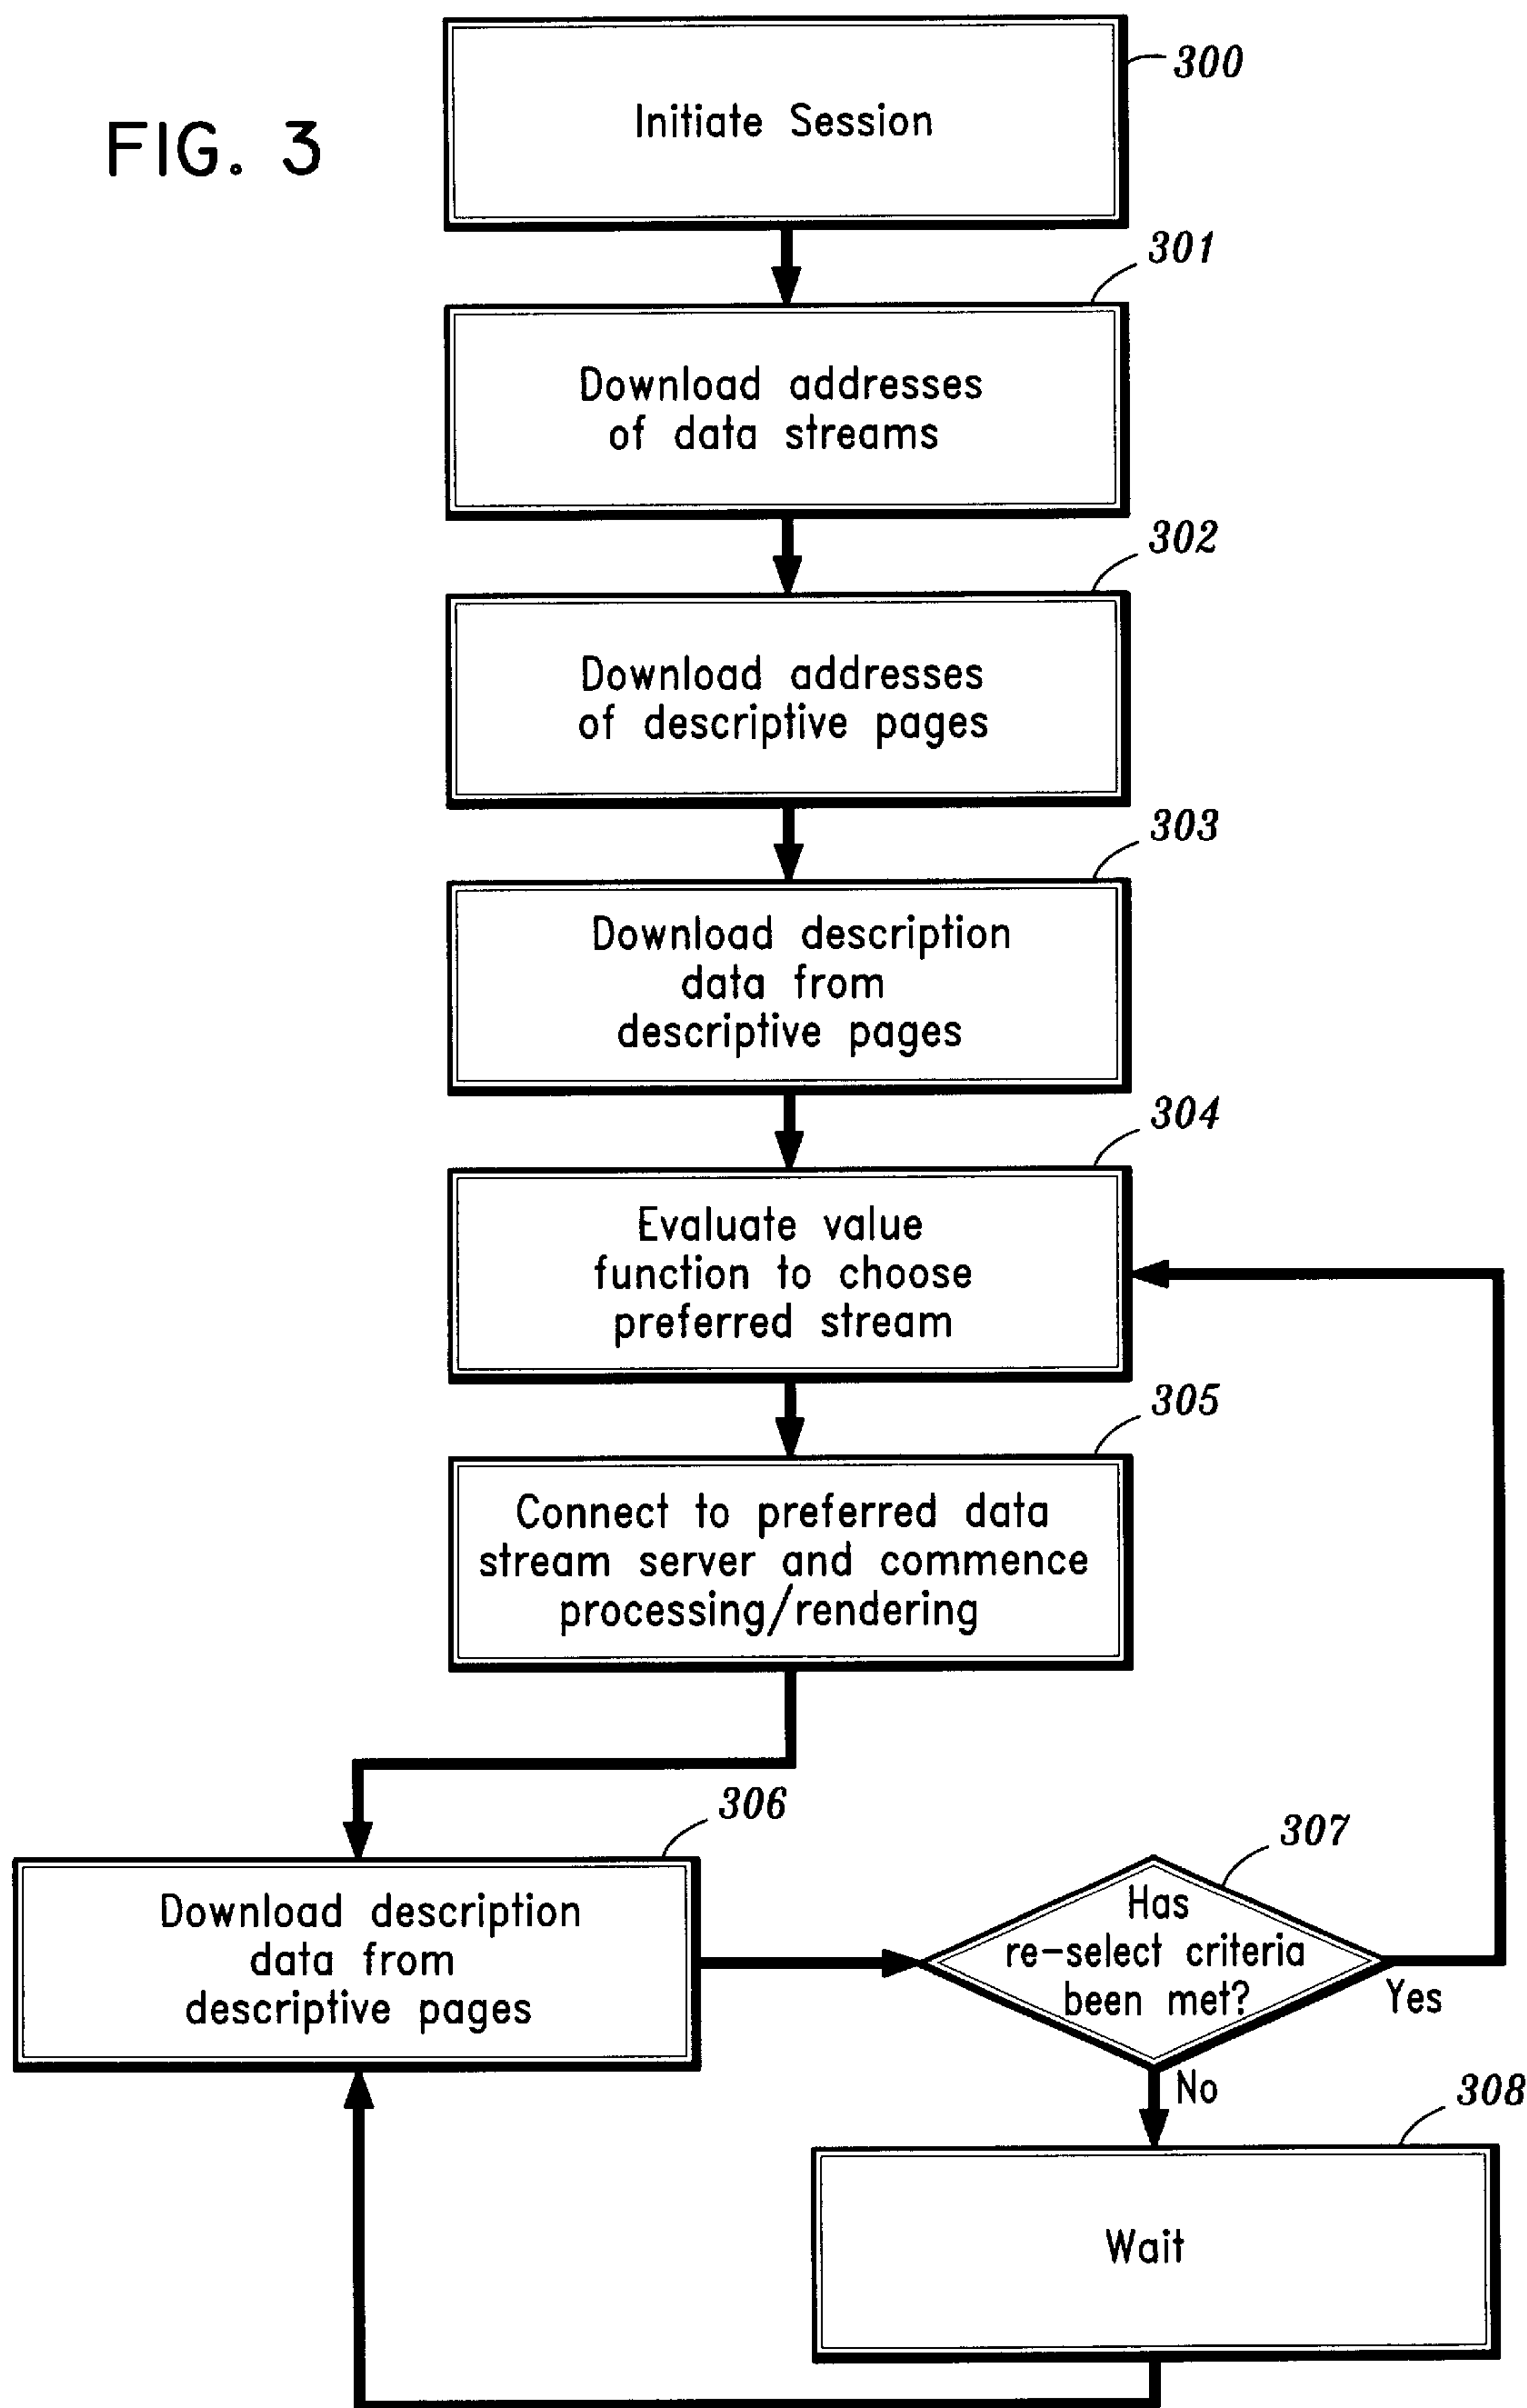 FIG. 3
300
Initiate Session
301
Download addresses
of data streams
302
Download addresses
of descriptive pages
303
Download description
data from
descriptive pages
304
Evaluate value
function to choose
preferred stream
305
Connect to preferred data
stream server and commence
processing/rendering
306
Download description
data from
descriptive pages
307
Has
re-select criteria
been met?
Yes
No
308
Wait